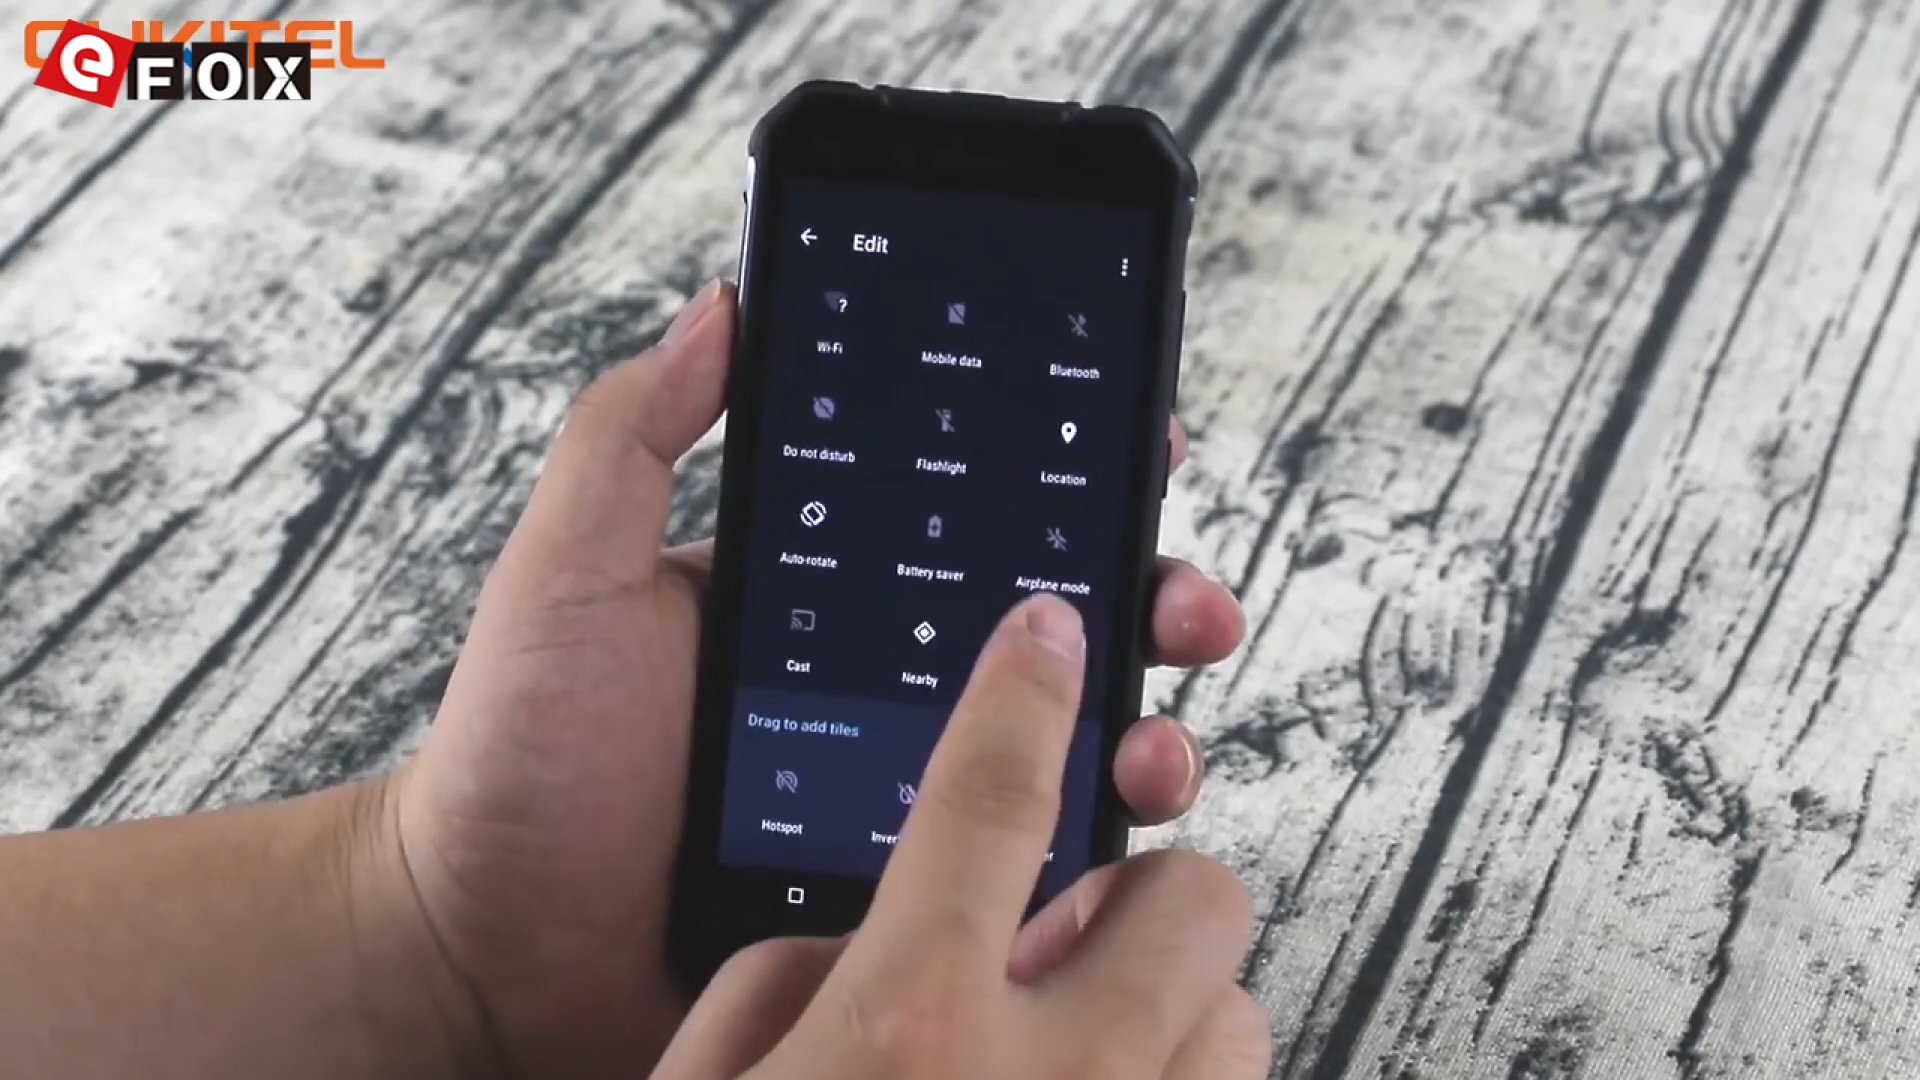 OUKITEL
eFOX
Edit
?
Wi-Fi
Mobile data
Bluetooth
Do not disturb
Flashlight
Location
Auto-rotate
Battery saver
Airplane mode
Cast
Nearby
Drag to add tiles
Hotspot